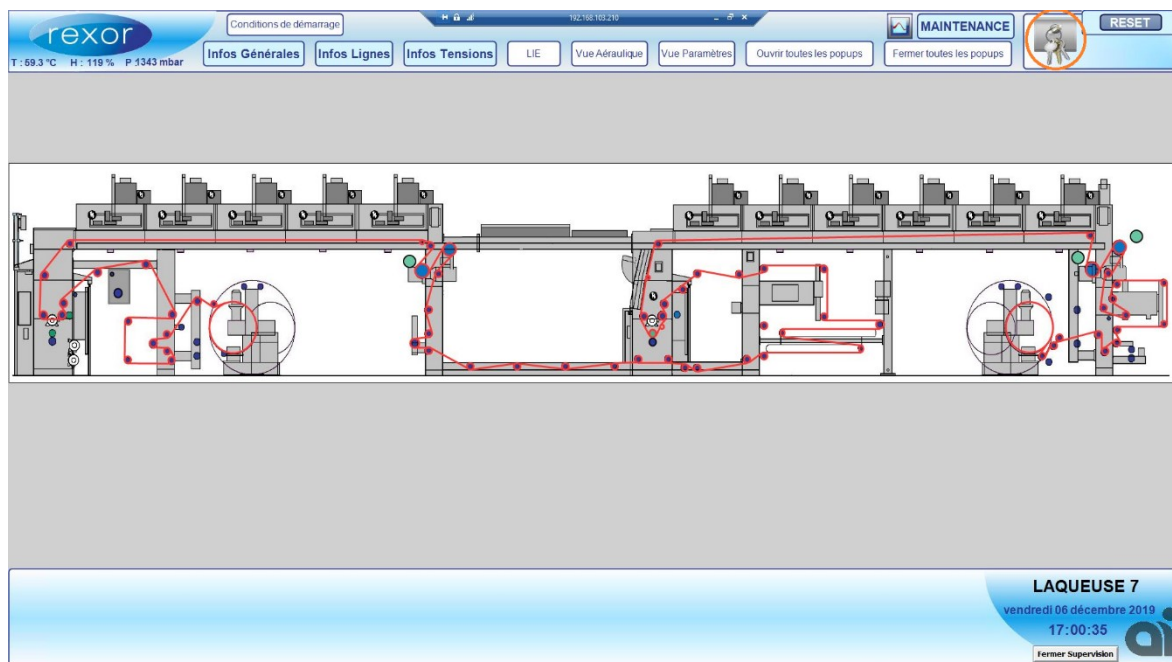 rexor
T : 59.3 °C H : 119 % P :1343 mbar
Conditions de démarrage
192.168.103.210
MAINTENANCE
RESET
Infos Générales
Infos Lignes
Infos Tensions
LIE
Vue Aéraulique
Vue Paramètres
Ouvrir toutes les popups
Fermer toutes les popups
LAQUEUSE 7
vendredi 06 décembre 2019
17:00:35
Fermer Supervision